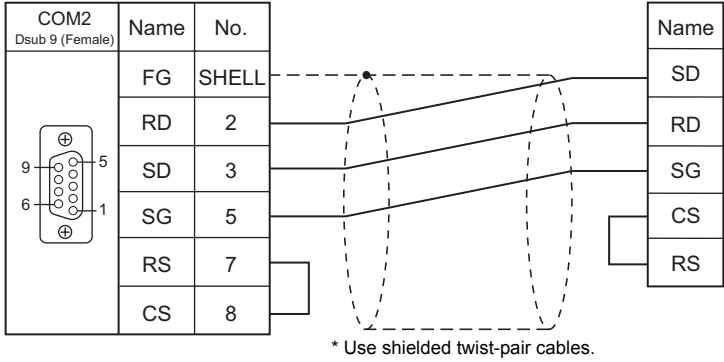 COM2
Dsub 9 (Female)
Name No.
Name
FG SHELL
SD
RD 2
RD
SD 3
SG
SG 5
CS
RS 7
RS
CS 8
9
5
6
1
* Use shielded twist-pair cables.